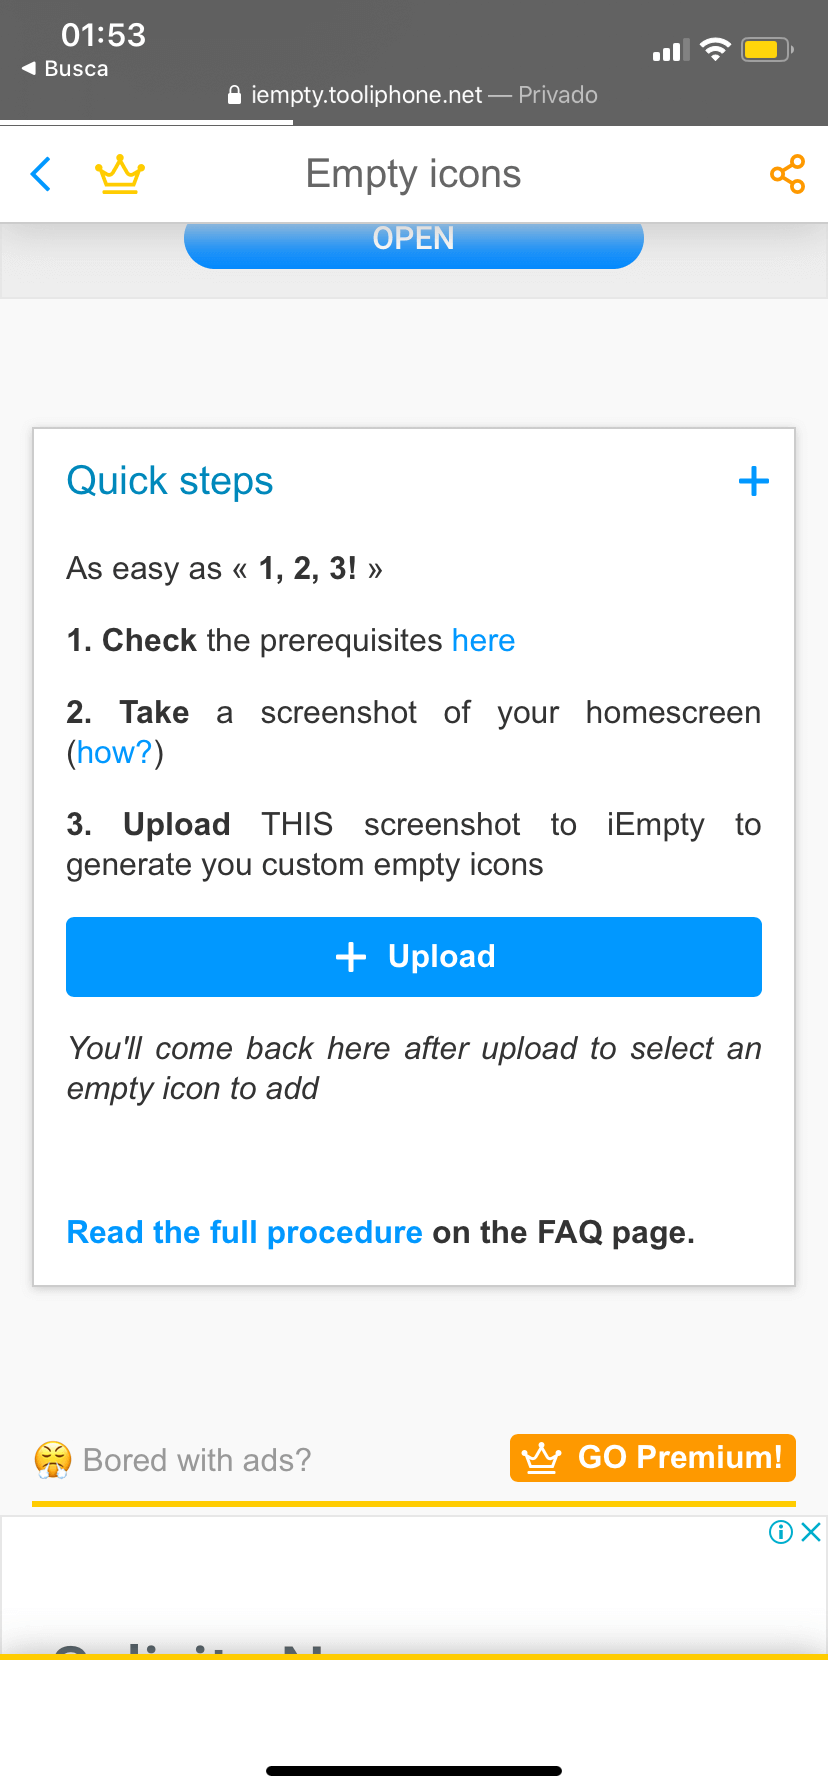 01:53
◀ Busca
iempty.tooliphone.net — Privado
Empty icons
OPEN
Quick steps
As easy as « 1, 2, 3! »
1. Check the prerequisites here
2. Take a screenshot of your homescreen
(how?)
3. Upload THIS screenshot to iEmpty to
generate you custom empty icons
+ Upload
You'll come back here after upload to select an
empty icon to add
Read the full procedure on the FAQ page.
Bored with ads?
GO Premium!